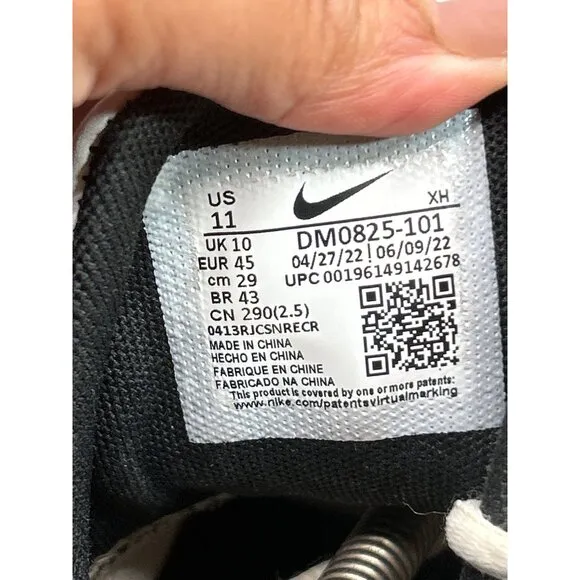 US
11
XH
DM0825-101
UK 10
04/27/22 | 06/09/22
EUR 45
UPC 00196149142678
cm 29
BR 43
CN 290(2.5)
0413RJCSNRECR
MADE IN CHINA
HECHO EN CHINA
FABRIQUE EN CHINE
FABRICADO NA CHINA
This product is covered by one or more patents:
www.nike.com/patentsvirtualmarking